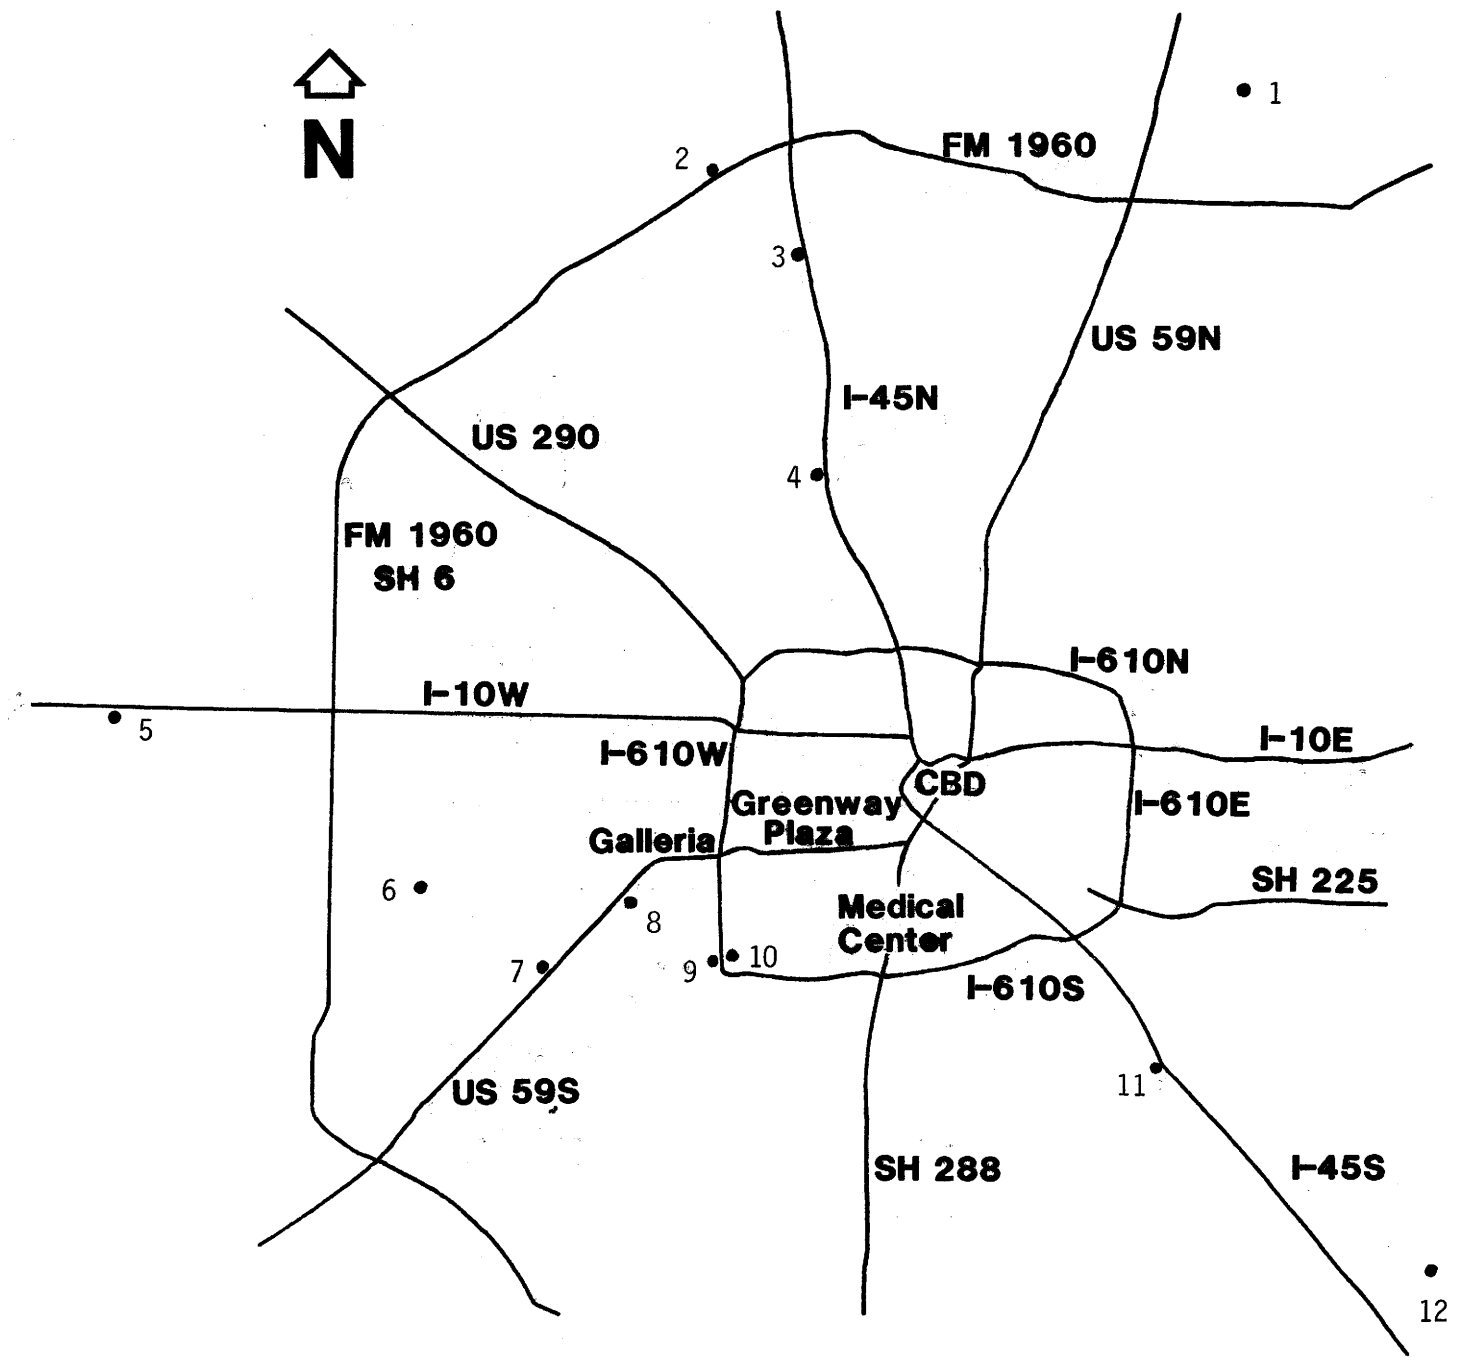 1
FM 1960
N
2
3
US 59N
I-45N
US 290
4
FM 1960
SH 6
I-610N
I-10W
5
I-610W
I-10E
CBD
Greenway
Plaza
I-610E
Galleria
SH 225
6
8
Medical
Center
7
9
10
I-610S
11
US 59S
SH 288
I-45S
12